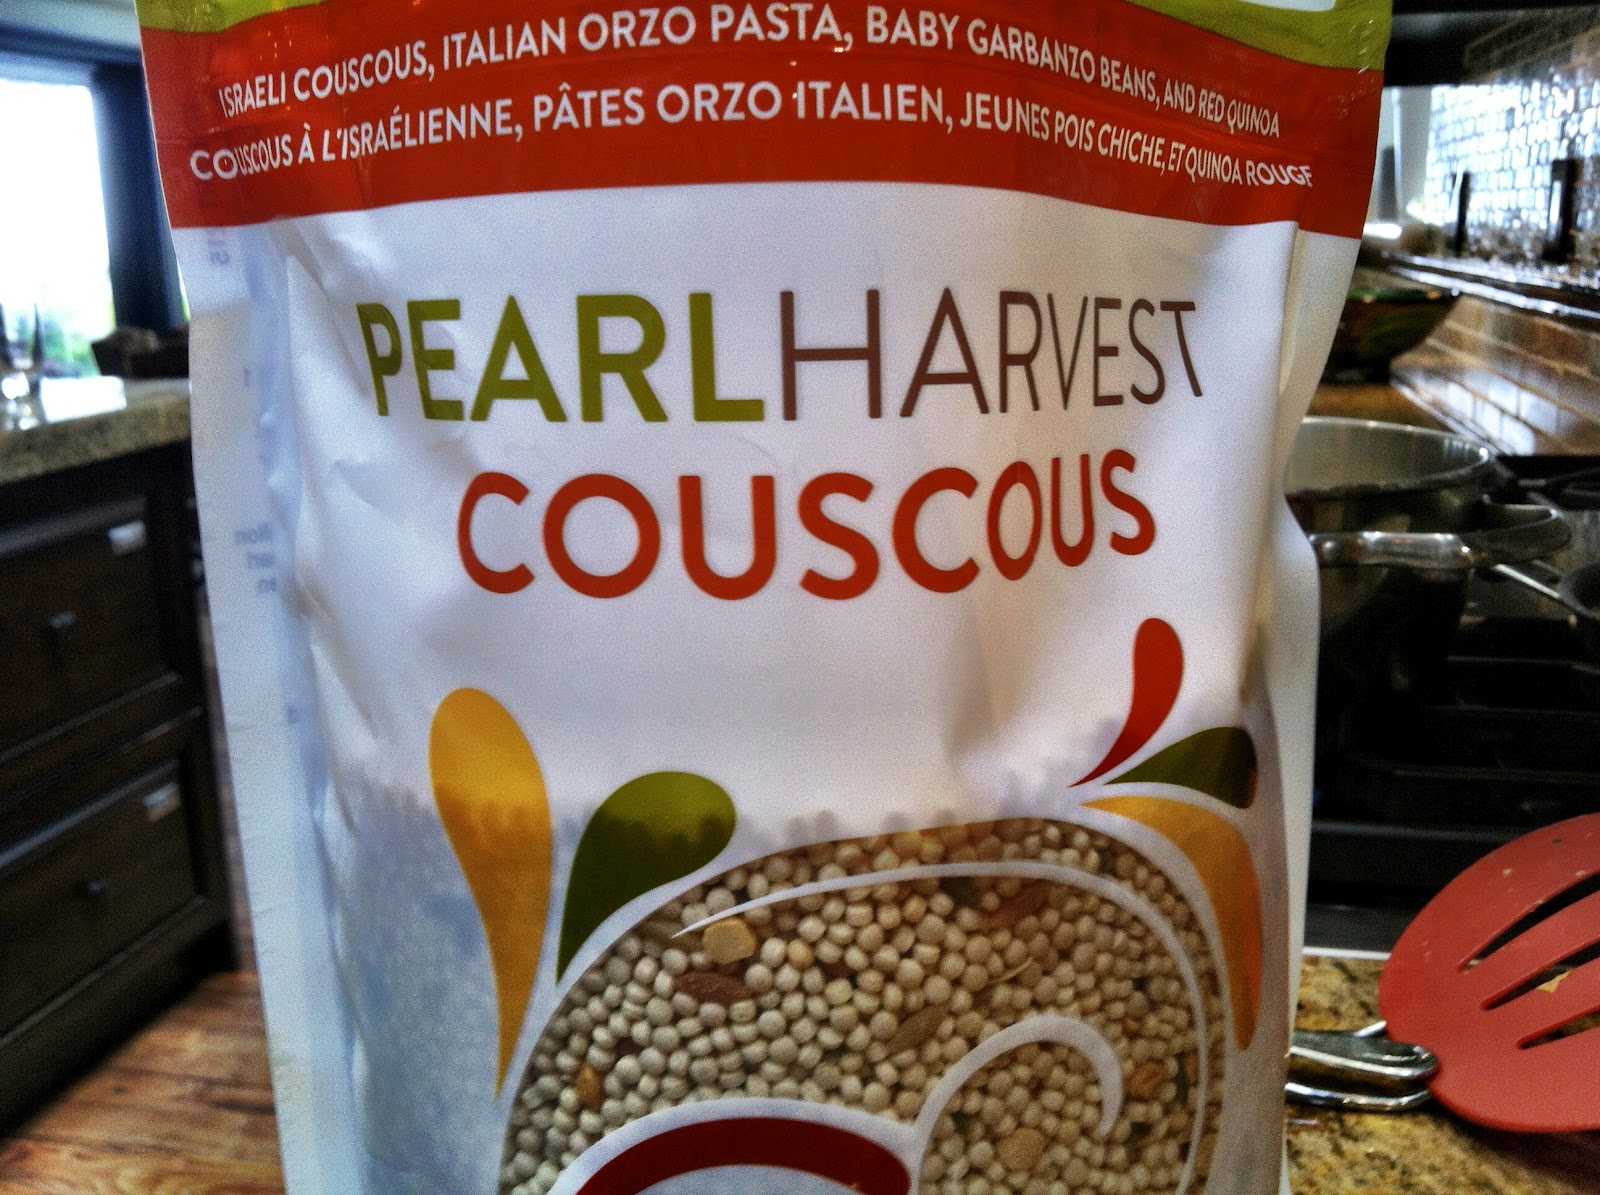 ISRAELI COUSCOUS, ITALIAN ORZO PASTA, BABY GARBANZO BEANS, AND RED QUINOA
COUSCOUS À L'ISRAÉLIENNE, PÂTES ORZO ITALIEN, JEUNES POIS CHICHE, ET QUINOA ROUGE
PEARLHARVEST
COUSCOUS